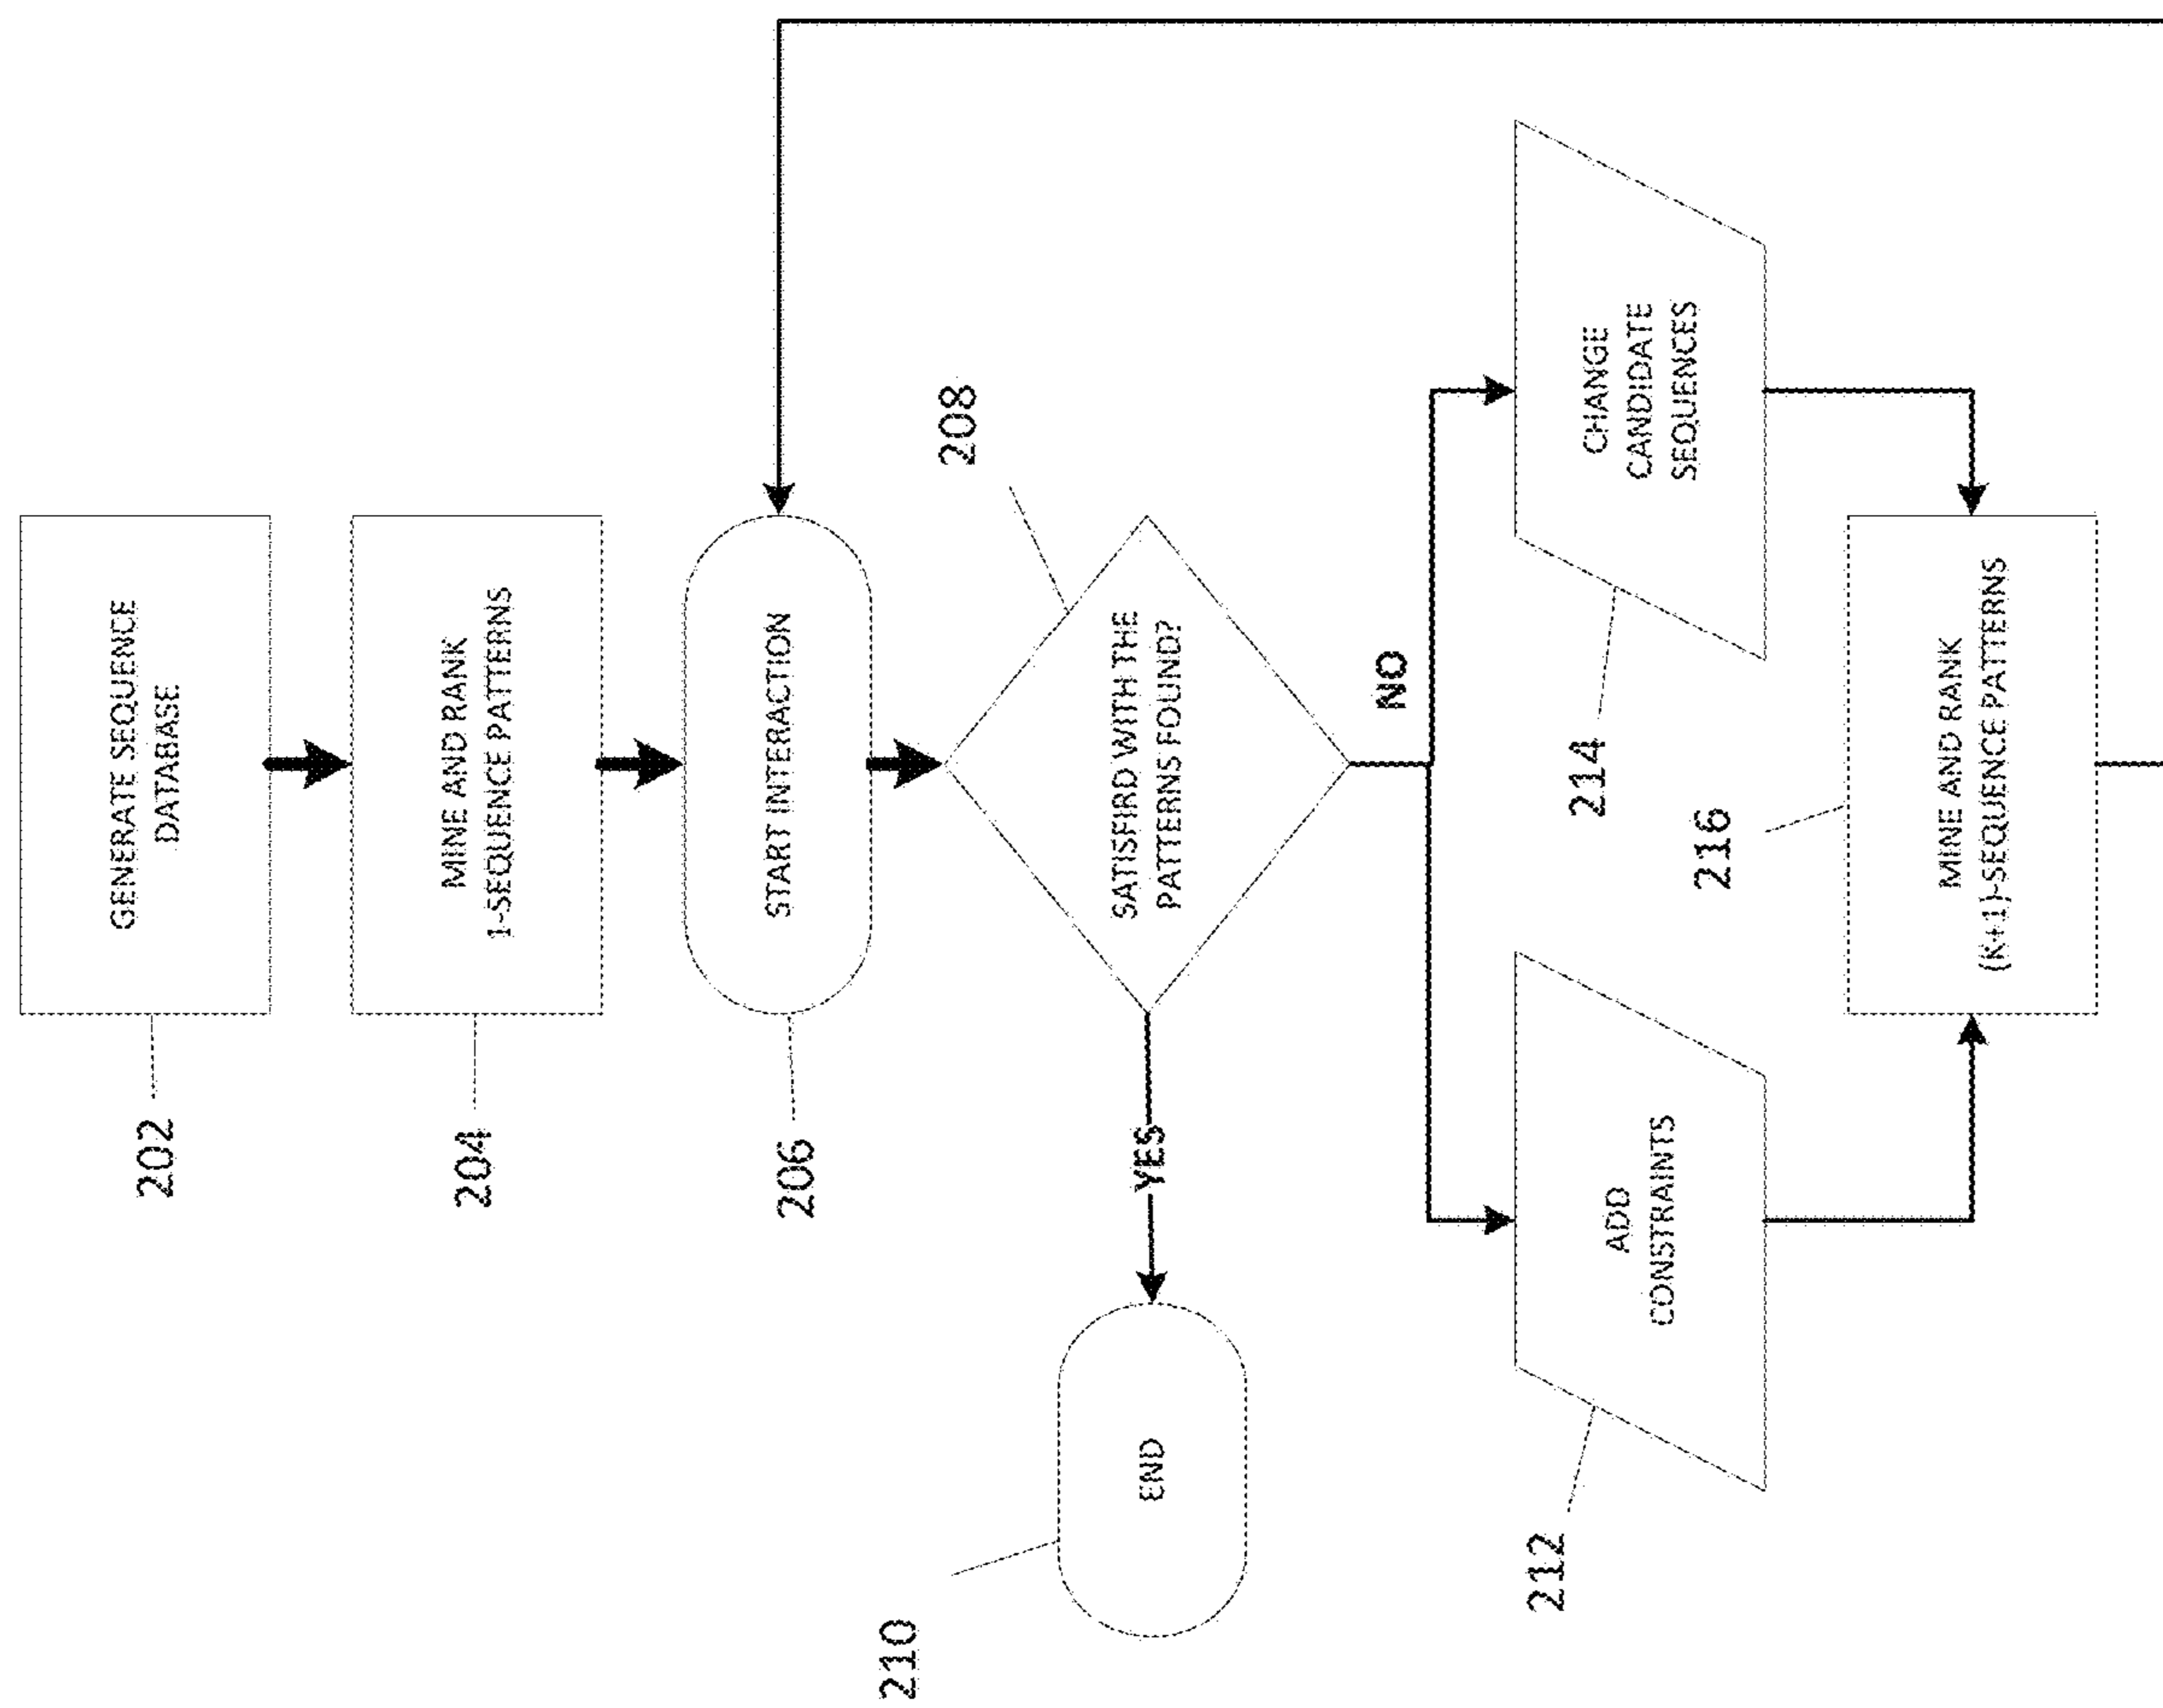 GENERATE SEQUENCE
DATABASE
202
MINE AND RANK
1-SEQUENCE PATTERNS
204
START INTERACTION
206
208
SATISFIRD WITH THE
PATTERNS FOUND?
YES
END
210
NO
ADD
CONSTRAINTS
212
CHANGE
CANDIDATE
SEQUENCES
214
216
MINE AND RANK
(K+1)-SEQUENCE PATTERNS